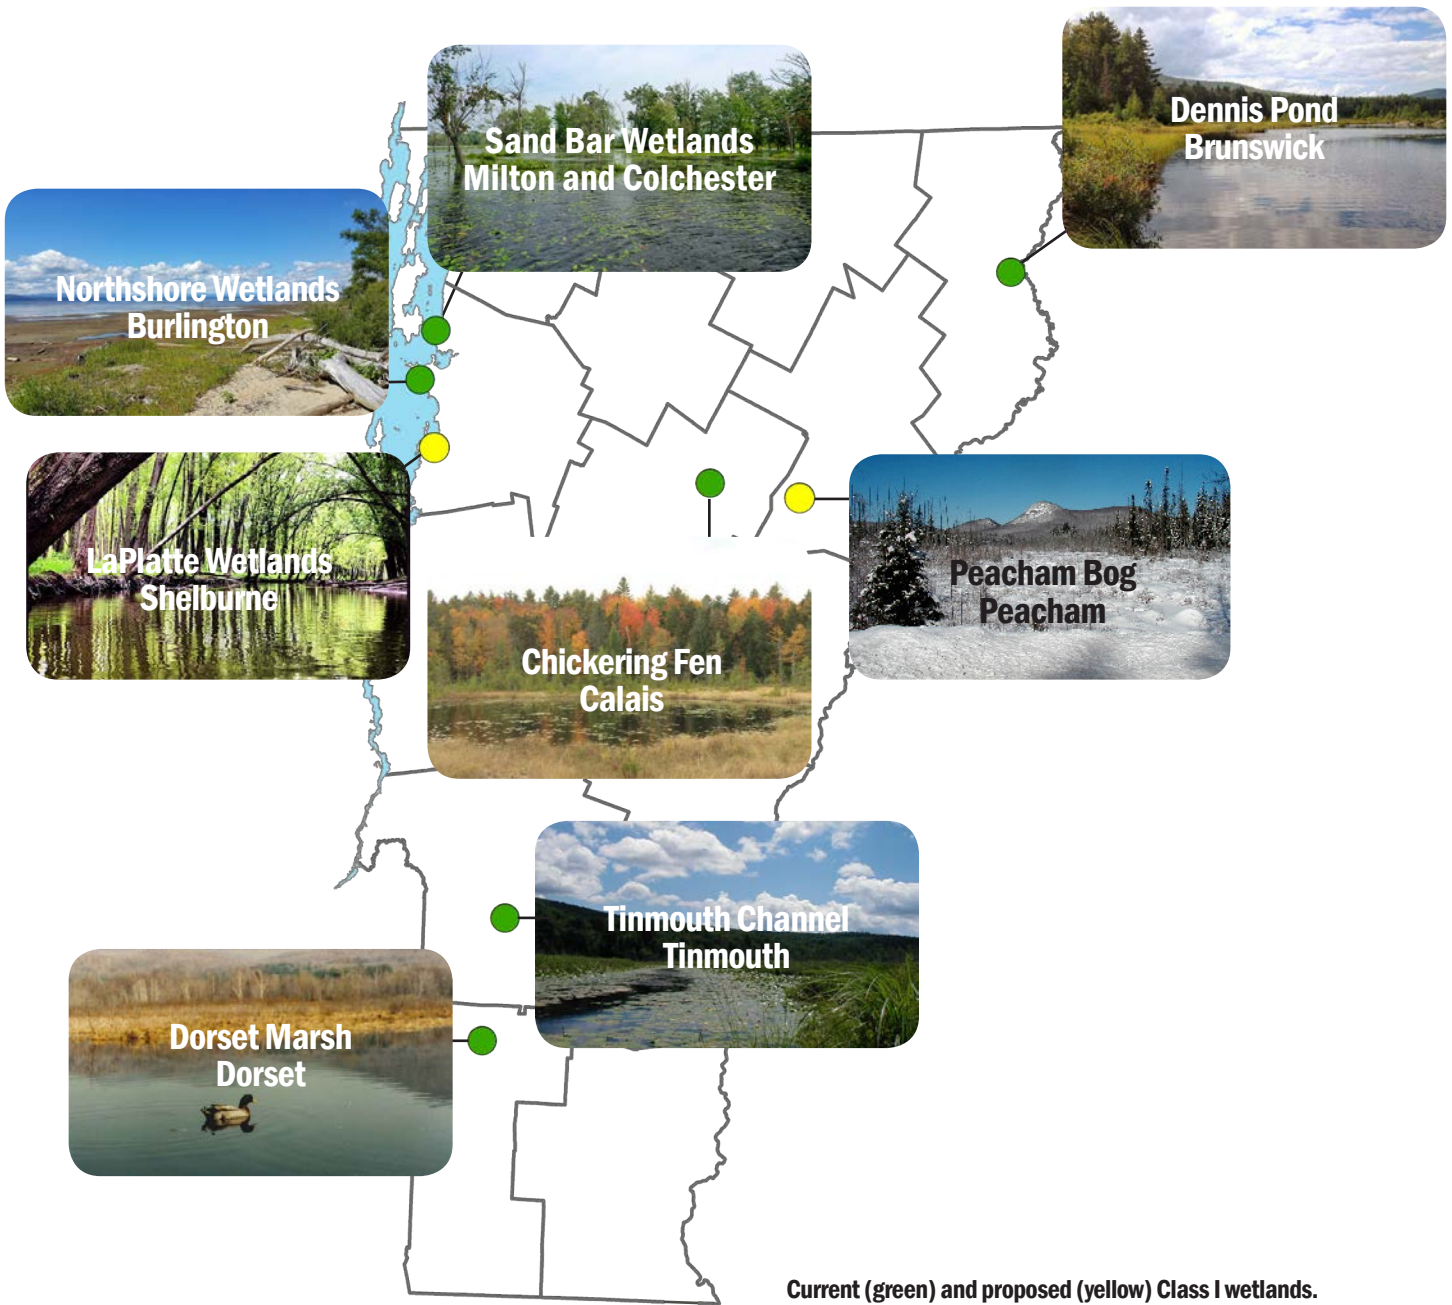 Sand Bar Wetlands
Milton and Colchester
Dennis Pond
Brunswick
Northshore Wetlands
Burlington
LaPlatte Wetlands
Shelburne
Peacham Bog
Peacham
Chickering Fen
Calais
Tinmouth Channel
Tinmouth
Dorset Marsh
Dorset
Current (green) and proposed (yellow) Class I wetlands.